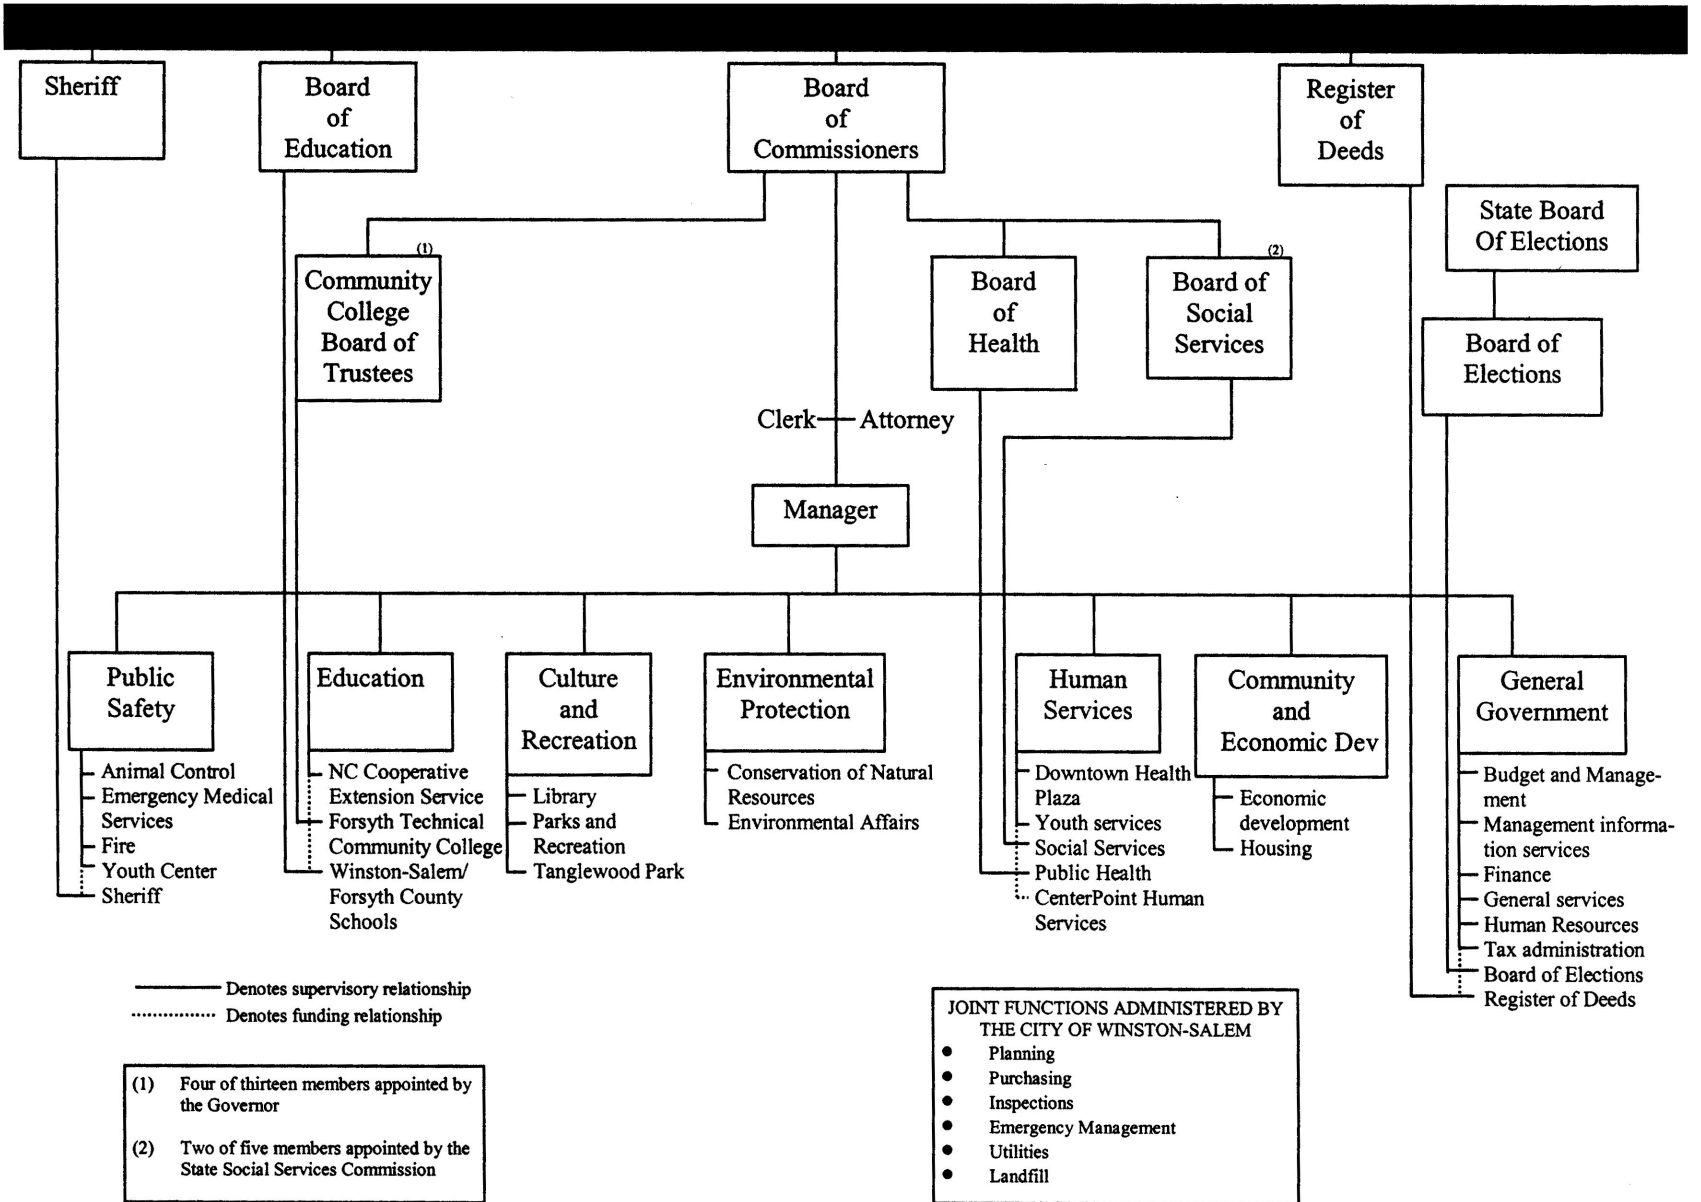 Sheriff
Board
of
Education
Board
of
Commissioners
Register
of
Deeds
State Board
Of Elections
(1)
Community
College
Board of
Trustees
Board
of
Health
(2)
Board of
Social
Services
Board of
Elections
Clerk
Attorney
Manager
Public
Safety
Animal Control
Emergency Medical
Services
Fire
Youth Center
Sheriff
Education
NC Cooperative
Extension Service
Forsyth Technical
Community College
Winston-Salem/
Forsyth County
Schools
Culture
and
Recreation
Library
Parks and
Recreation
Tanglewood Park
Environmental
Protection
Conservation of Natural
Resources
Environmental Affairs
Human
Services
Downtown Health
Plaza
Youth services
Social Services
Public Health
CenterPoint Human
Services
Community
and
Economic Dev
Economic
development
Housing
General
Government
Budget and Manage-
ment
Management informa-
tion services
Finance
General services
Human Resources
Tax administration
Board of Elections
Register of Deeds
Denotes supervisory relationship
Denotes funding relationship
(1) Four of thirteen members appointed by
the Governor
(2) Two of five members appointed by the
State Social Services Commission
JOINT FUNCTIONS ADMINISTERED BY
THE CITY OF WINSTON-SALEM
● Planning
● Purchasing
● Inspections
● Emergency Management
● Utilities
● Landfill